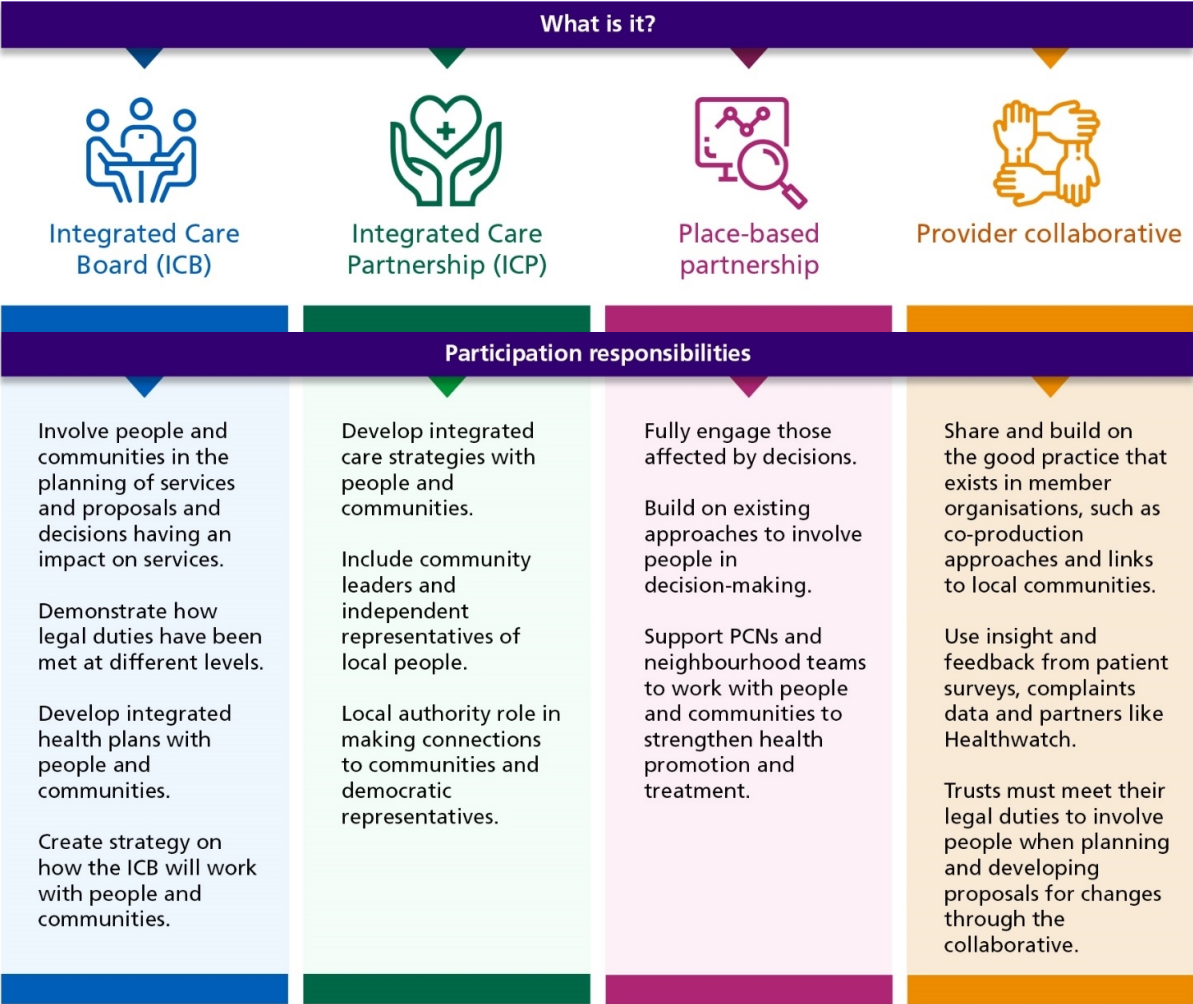 What is it?
Integrated Care
Board (ICB)
Integrated Care
Partnership (ICP)
Place-based
partnership
Provider collaborative
Participation responsibilities
Involve people and
communities in the
planning of services
and proposals and
decisions having an
impact on services.
Demonstrate how
legal duties have been
met at different levels.
Develop integrated
health plans with
people and
communities.
Create strategy on
how the ICB will work
with people and
communities.
Develop integrated
care strategies with
people and
communities.
Include community
leaders and
independent
representatives of
local people.
Local authority role in
making connections
to communities and
democratic
representatives.
Fully engage those
affected by decisions.
Build on existing
approaches to involve
people in
decision-making.
Support PCNs and
neighbourhood teams
to work with people
and communities to
strengthen health
promotion and
treatment.
Share and build on
the good practice that
exists in member
organisations, such as
co-production
approaches and links
to local communities.
Use insight and
feedback from patient
surveys, complaints
data and partners like
Healthwatch.
Trusts must meet their
legal duties to involve
people when planning
and developing
proposals for changes
through the
collaborative.